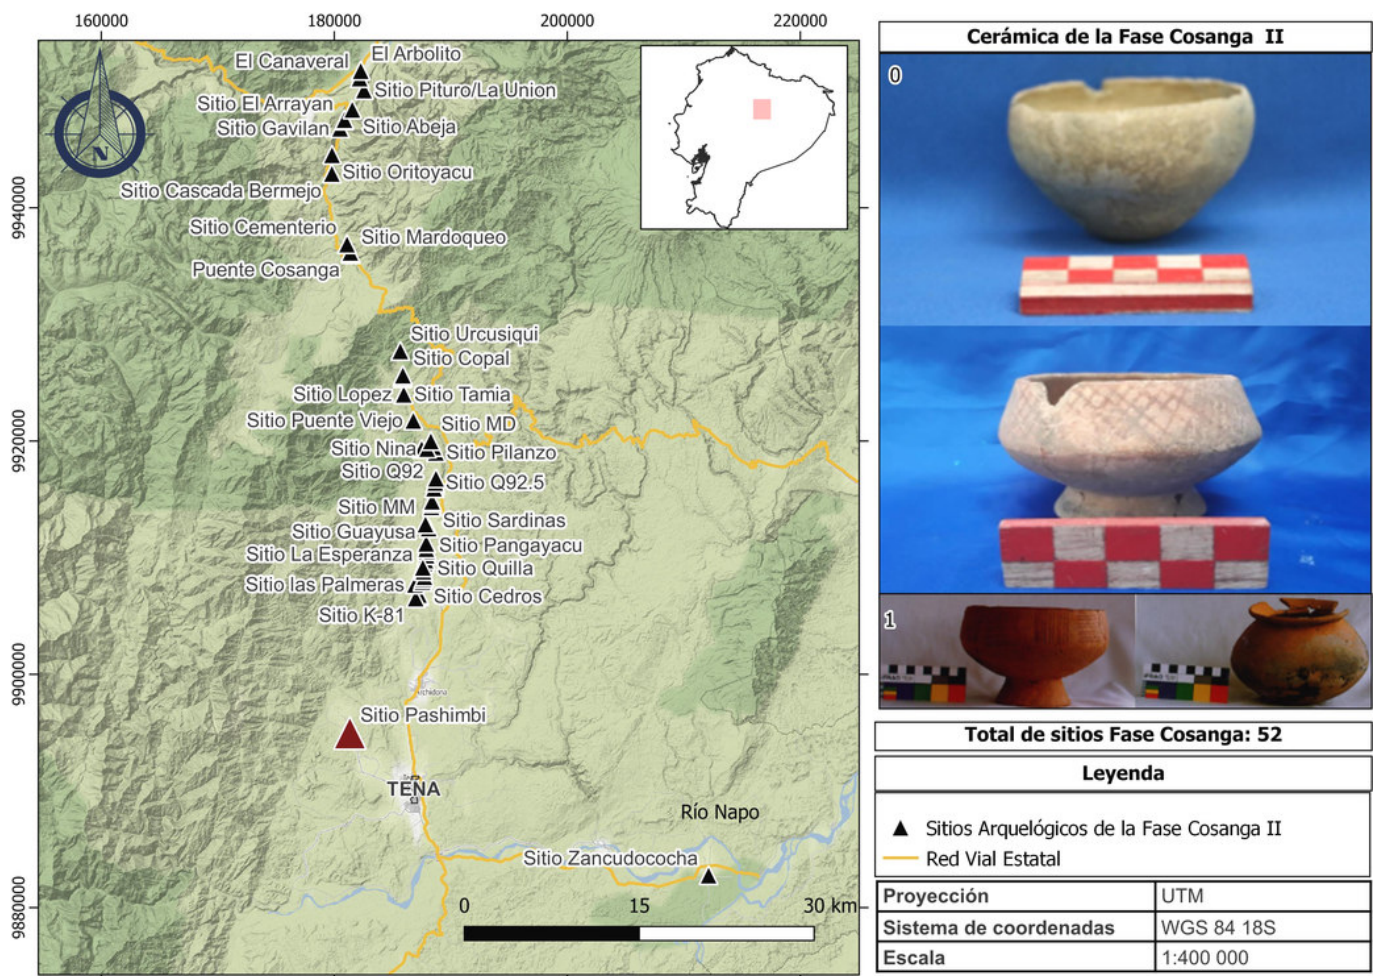 160000
180000
200000
220000
El Arbolito
El Canaveral
Sitio Pituro/La Union
Sitio El Arrayan
Sitio Abeja
Sitio Gavilan
Sitio Oritoyacu
Sitio Cascada Bermejo
9940000
Sitio Cementerio
Sitio Mardoqueo
Puente Cosanga
Sitio Urcusiqui
Sitio Copal
Sitio Lopez
Sitio Tamia
Sitio Puente Viejo
Sitio MD
9920000
Sitio Nina
Sitio Pilanzo
Sitio Q92
Sitio Q92.5
Sitio MM
Sitio Sardinas
Sitio Guayusa
Sitio Pangayacu
Sitio La Esperanza
Sitio Quilla
Sitio las Palmeras
Sitio Cedros
Sitio K-81
9900000
Archidona
Sitio Pashimbi
TENA
Río Napo
Sitio Zancudococha
9880000
0 15 30 km
N
Cerámica de la Fase Cosanga II
0
1
Total de sitios Fase Cosanga: 52
Leyenda
Sitios Arquelógicos de la Fase Cosanga II
Red Vial Estatal
Proyección UTM
Sistema de coordenadas WGS 84 18S
Escala 1:400 000